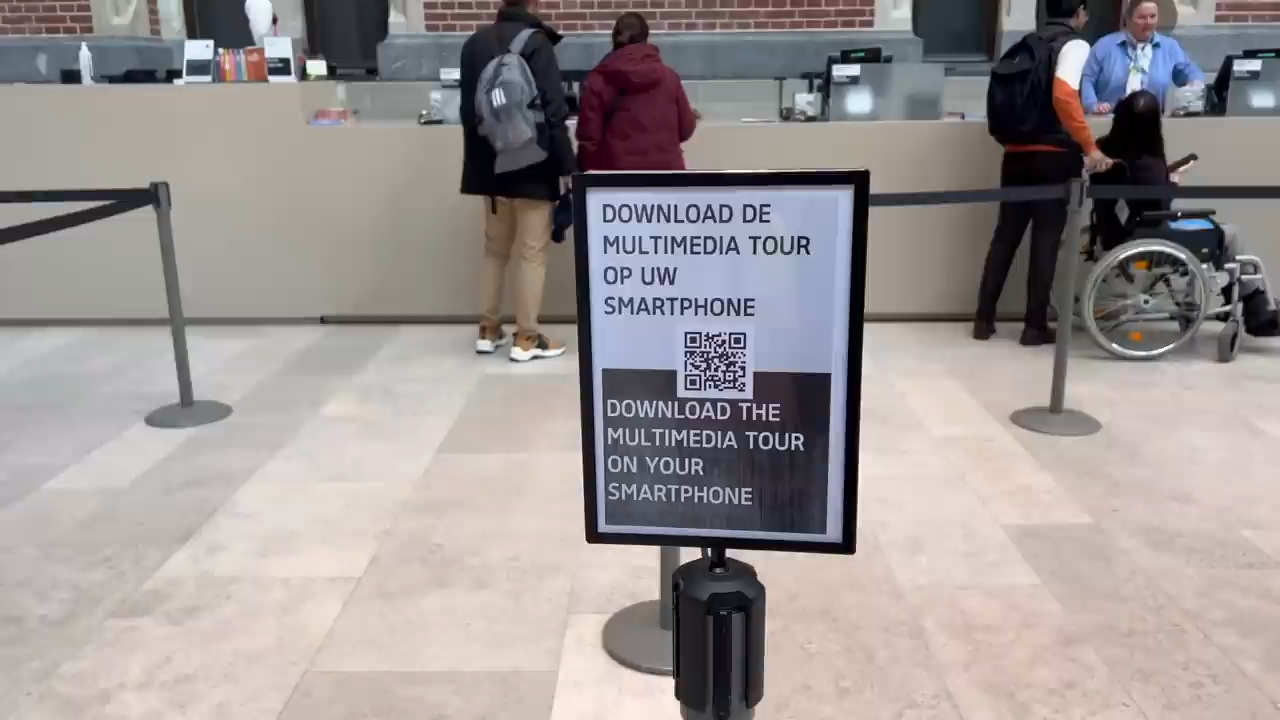 DOWNLOAD DE
MULTIMEDIA TOUR
OP UW
SMARTPHONE
DOWNLOAD THE
MULTIMEDIA TOUR
ON YOUR
SMARTPHONE